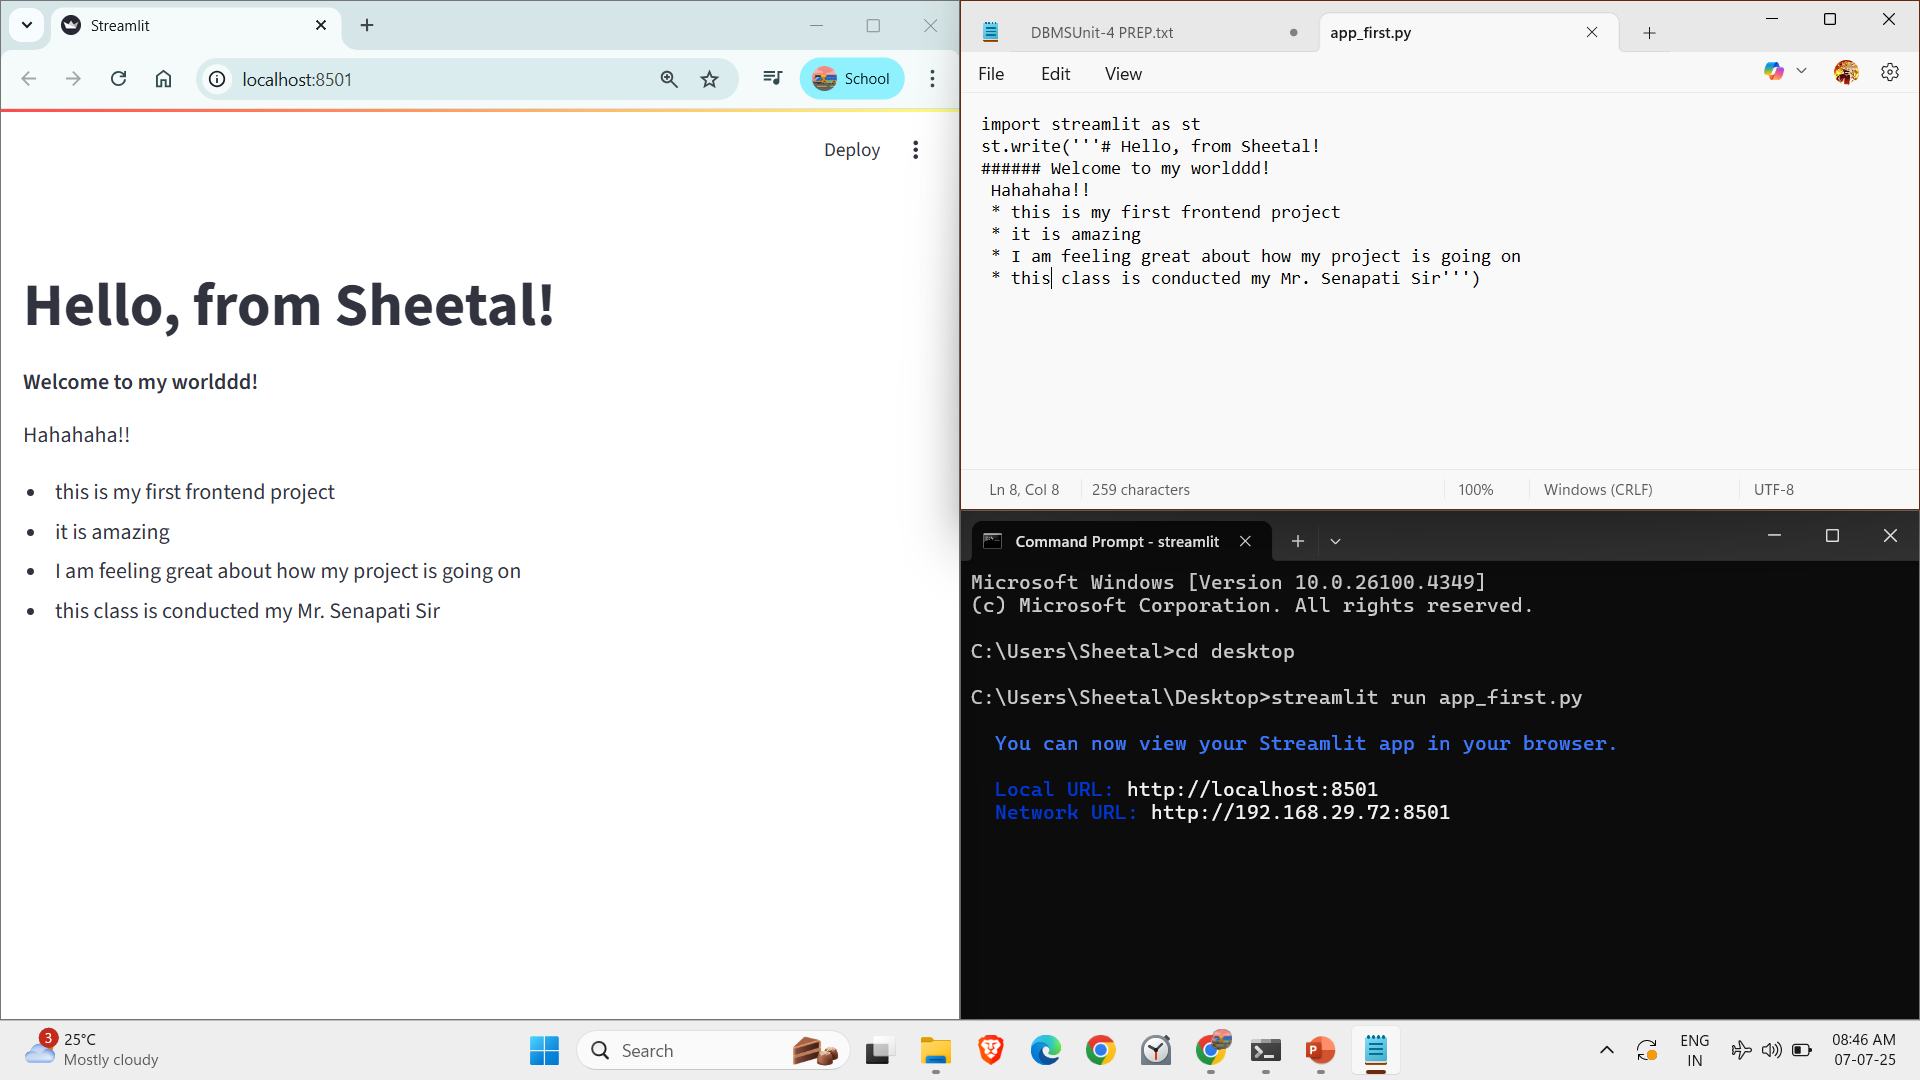 Streamlit
localhost:8501
School
Deploy
Hello, from Sheetal!
Welcome to my worlddd!
Hahahaha!!
this is my first frontend project
it is amazing
I am feeling great about how my project is going on
this class is conducted my Mr. Senapati Sir
DBMSUnit-4 PREP.txt
app_first.py
File Edit View
import streamlit as st
st.write('''# Hello, from Sheetal!
###### Welcome to my worlddd!
Hahahaha!!
* this is my first frontend project
* it is amazing
* I am feeling great about how my project is going on
* this class is conducted my Mr. Senapati Sir''')
Ln 8, Col 8 259 characters 100% Windows (CRLF) UTF-8
Command Prompt - streamlit
Microsoft Windows [Version 10.0.26100.4349]
(c) Microsoft Corporation. All rights reserved.
C:\Users\Sheetal>cd desktop
C:\Users\Sheetal\Desktop>streamlit run app_first.py
You can now view your Streamlit app in your browser.
Local URL: http://localhost:8501
Network URL: http://192.168.29.72:8501
3
25°C
Mostly cloudy
Search
ENG
IN
08:46 AM
07-07-25